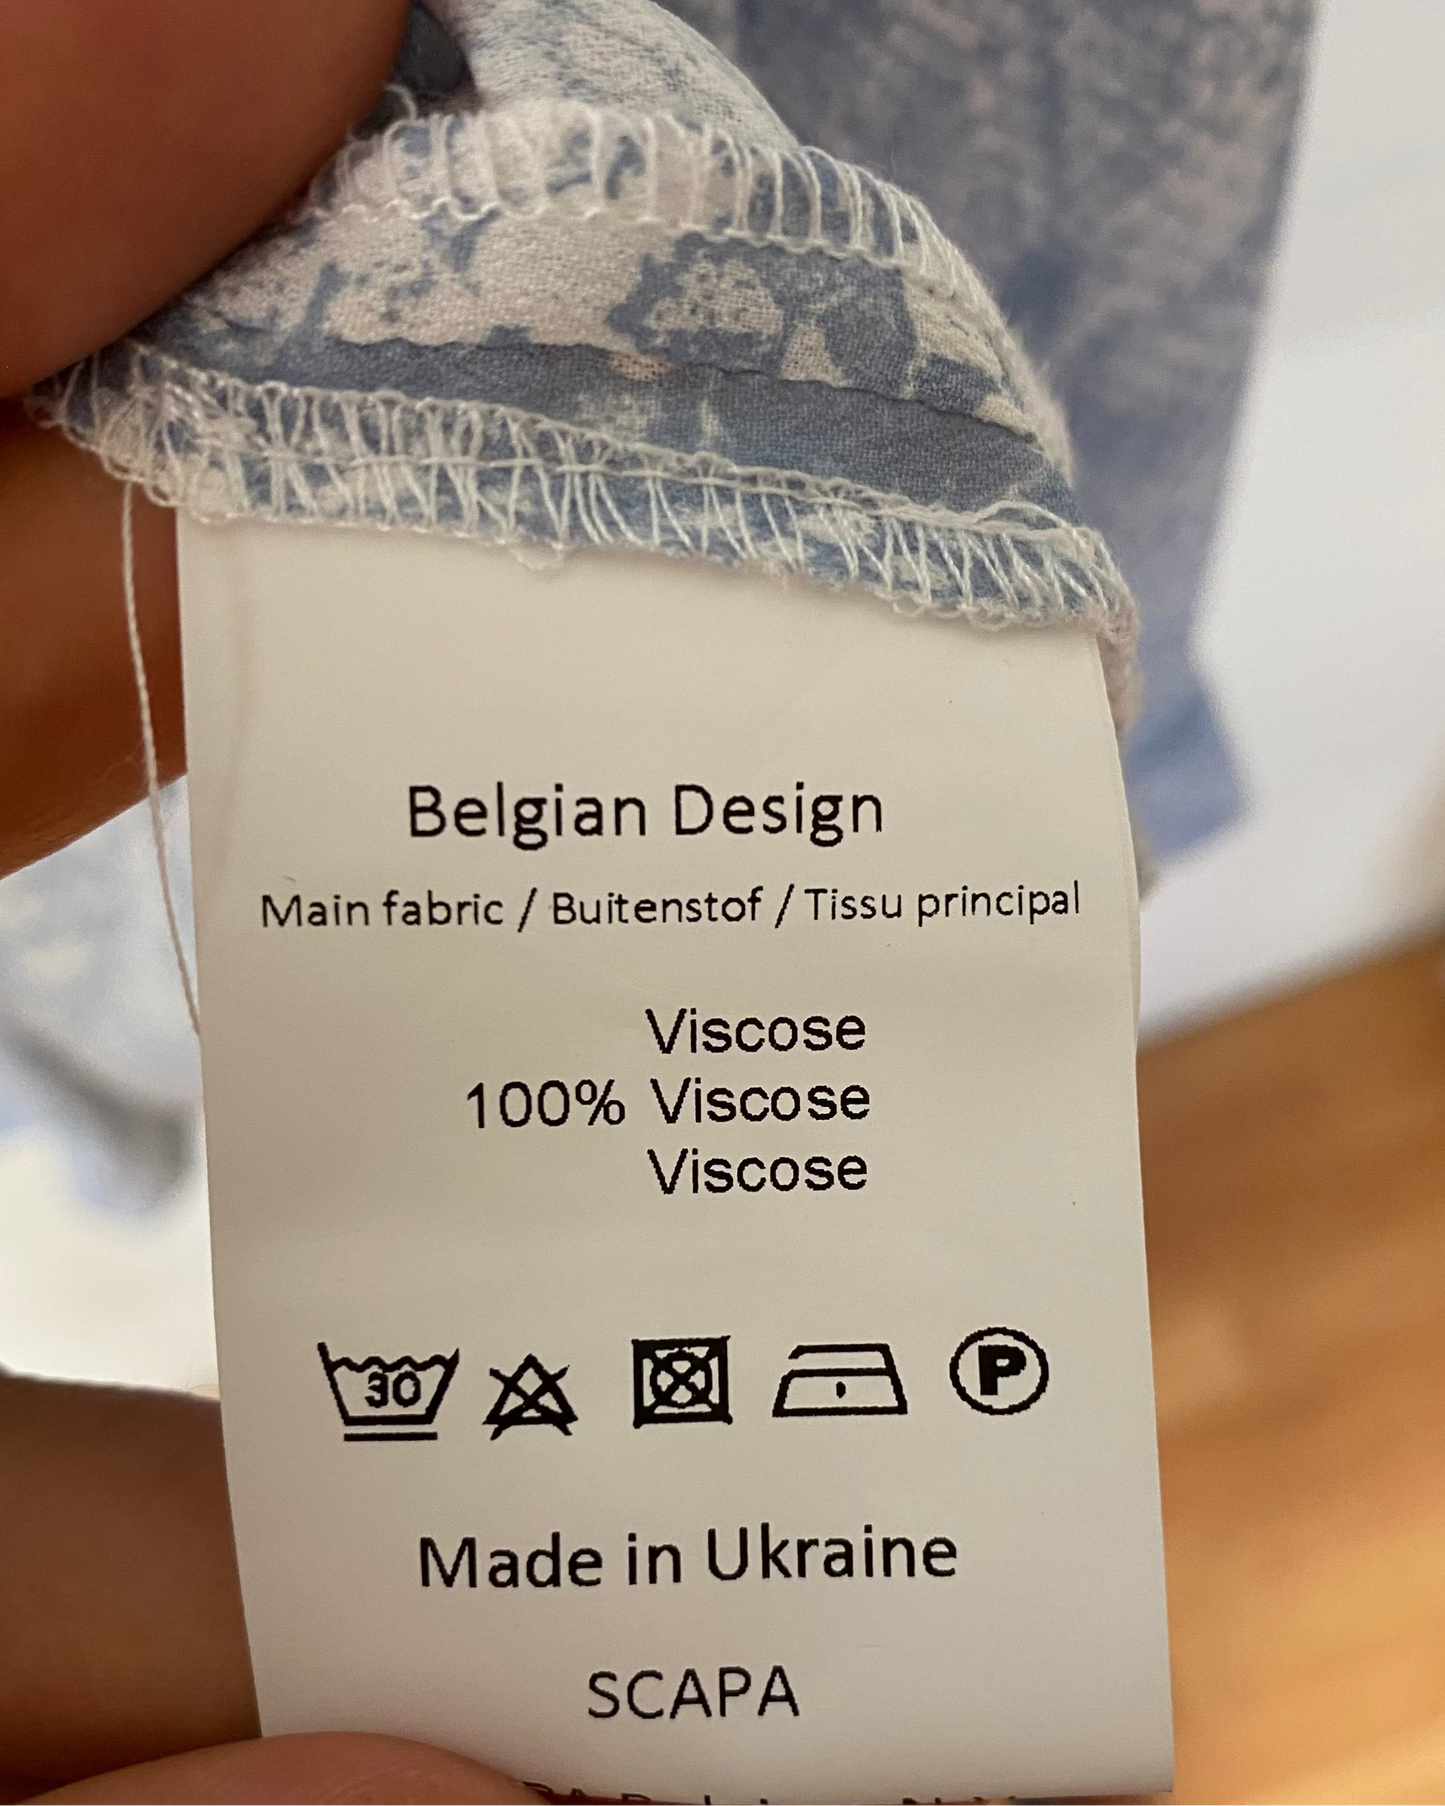 Belgian Design
Main fabric / Buitenstof / Tissu principal
Viscose
100% Viscose
Viscose
30 P
Made in Ukraine
SCAPA